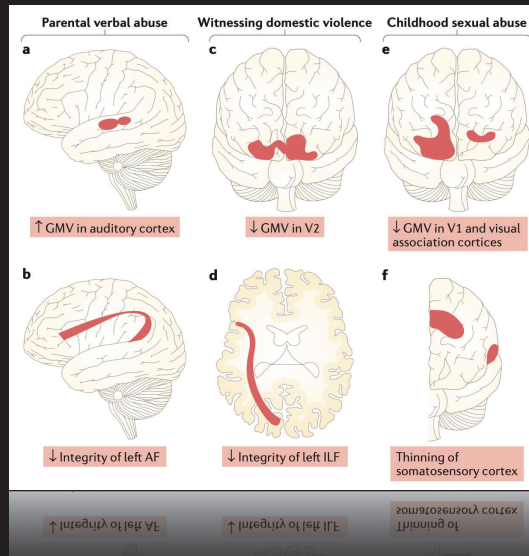 Parental verbal abuse
Witnessing domestic violence
Childhood sexual abuse
a
c
e
↑ GMV in auditory cortex
↓ GMV in V2
↓ GMV in V1 and visual
association cortices
b
d
f
↓ Integrity of left AF
↓ Integrity of left ILF
Thinning of
somatosensory cortex